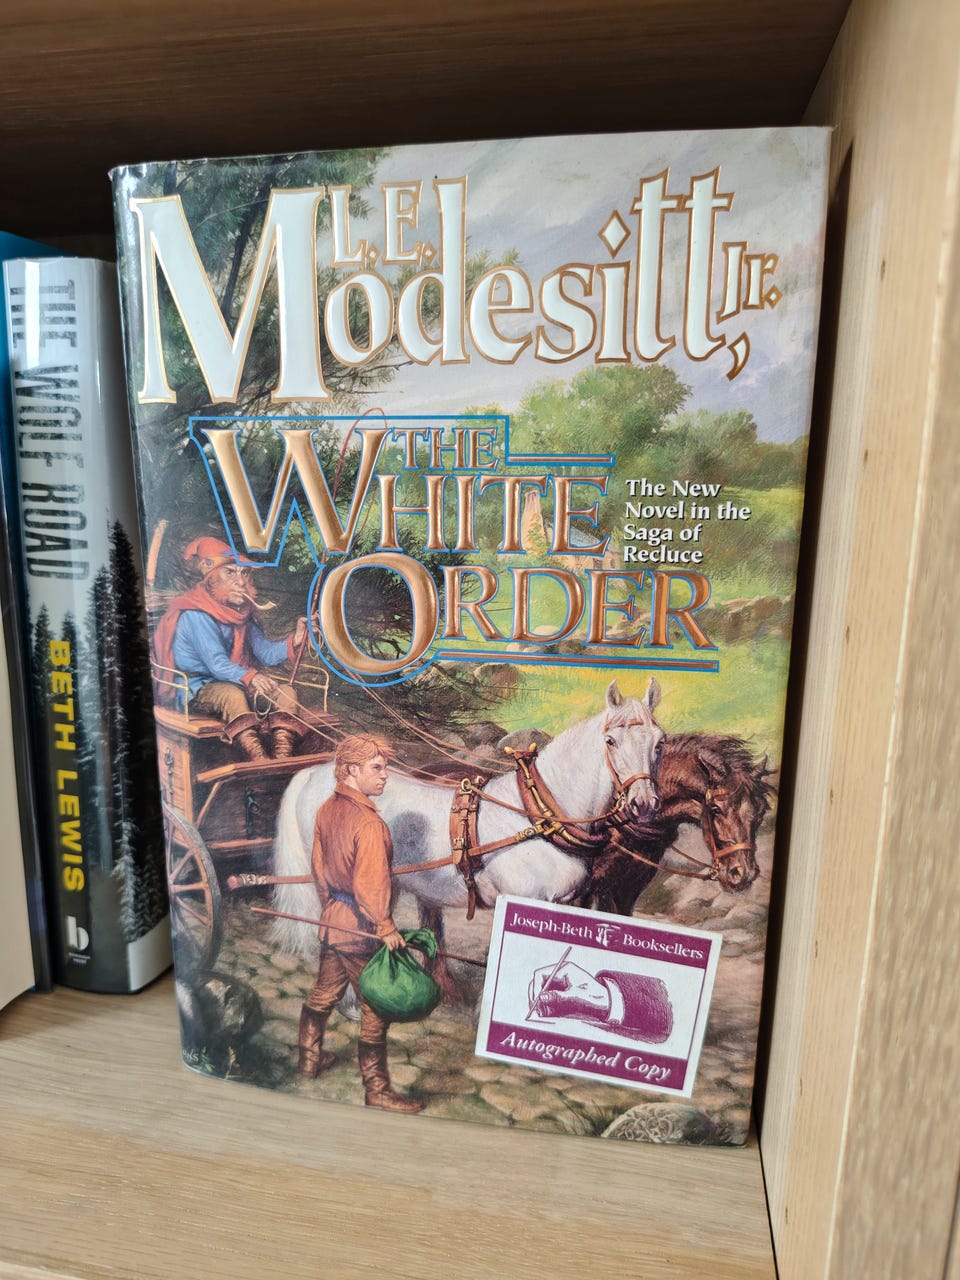 L.E.
Modesitt, Jr.
THE
WHITE
ORDER
The New
Novel in the
Saga of
Recluce
Joseph-Beth Booksellers
Autographed Copy
THE WOLF ROAD
BETH LEWIS